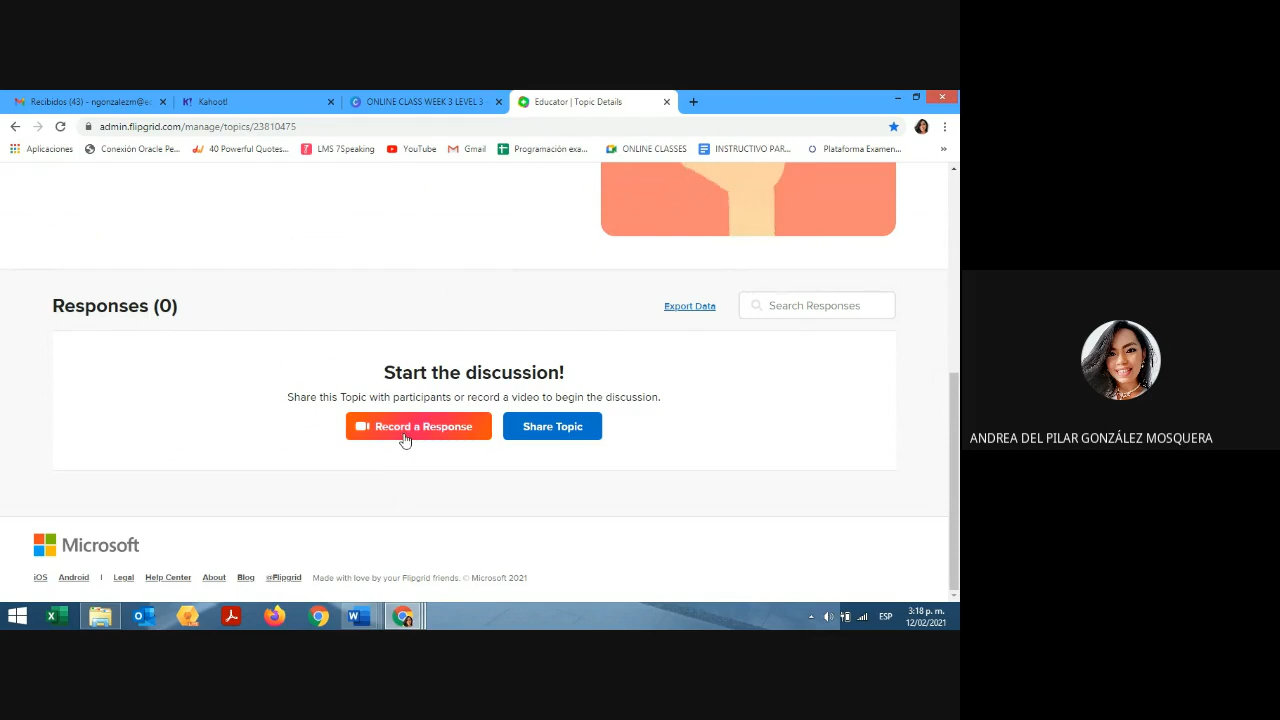 Recibidos (43) - ngonzalezm@ec
Kahoot!
ONLINE CLASS WEEK 3 LEVEL 3 -
Educator | Topic Details
admin.flipgrid.com/manage/topics/23810475
Aplicaciones
Conexión Oracle Pe...
40 Powerful Quotes...
LMS 7Speaking
YouTube
Gmail
Programación exa...
ONLINE CLASSES
INSTRUCTIVO PAR...
Plataforma Examen...
Responses (0)
Export Data
Search Responses
Start the discussion!
Share this Topic with participants or record a video to begin the discussion.
Record a Response
Share Topic
ANDREA DEL PILAR GONZÁLEZ MOSQUERA
Microsoft
iOS Android | Legal Help Center About Blog @Flipgrid Made with love by your Flipgrid friends. © Microsoft 2021
ESP
3:18 p. m.
12/02/2021